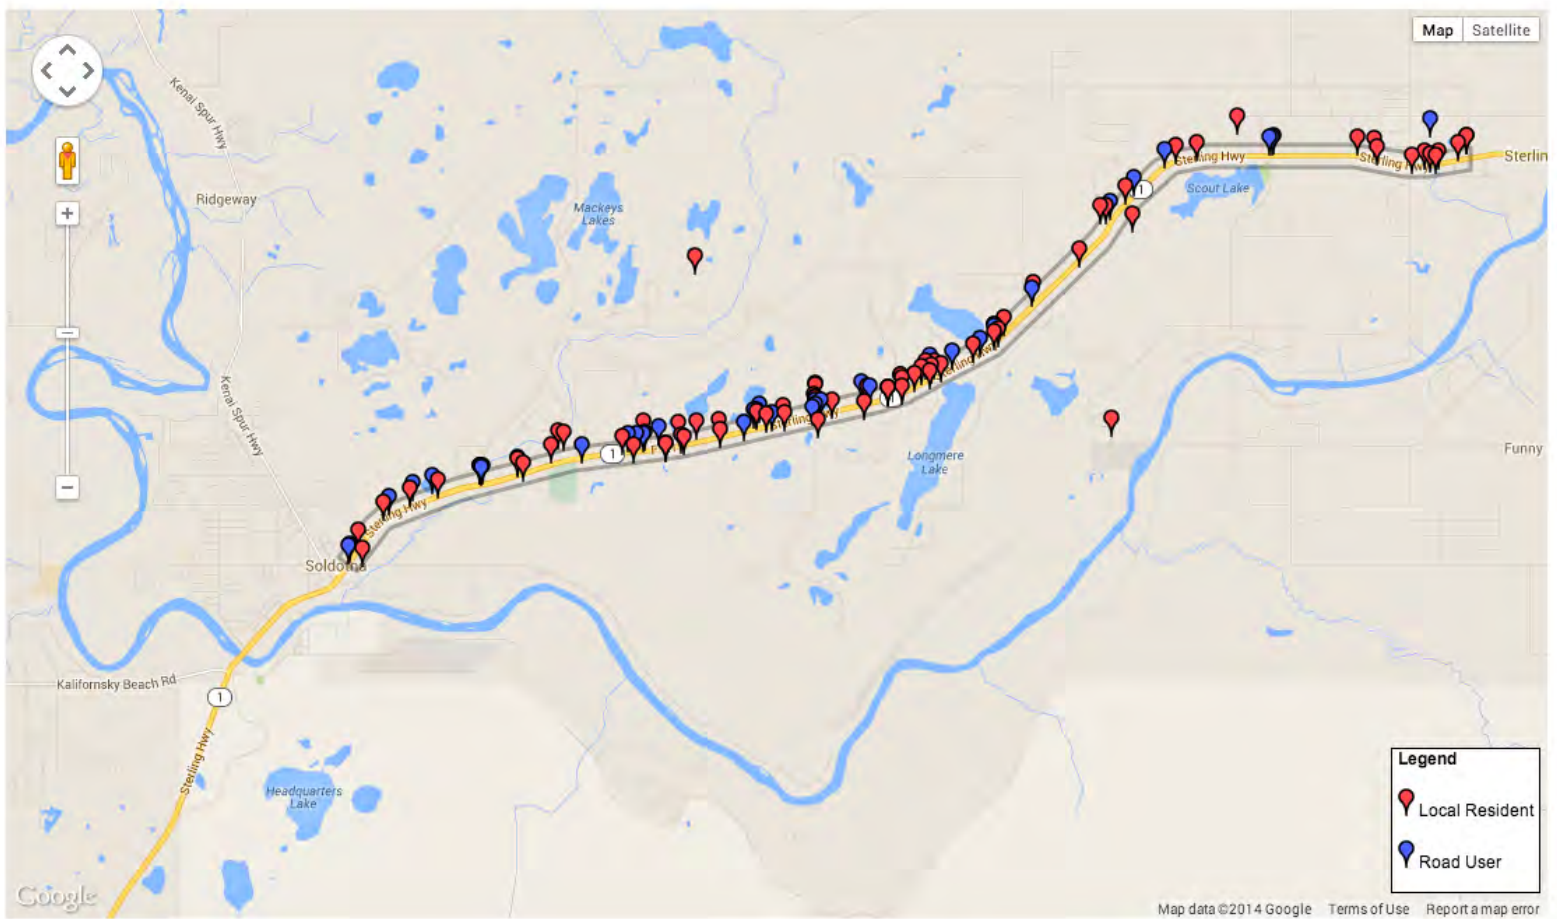 Map Satellite
Kenai Spur Hwy
Sterling Hwy
Sterling Hwy
Sterlin
1
Scout Lake
Ridgeway
Mackeys
Lakes
Kenai Spur Hwy
Sterling Hwy
1
Sterling Hwy
1
Longmere
Lake
Funny
Sterling Hwy
Soldotna
Kalifornsky Beach Rd
1
Sterling Hwy
Headquarters
Lake
Legend
Local Resident
Road User
Google
Map data ©2014 Google Terms of Use Report a map error